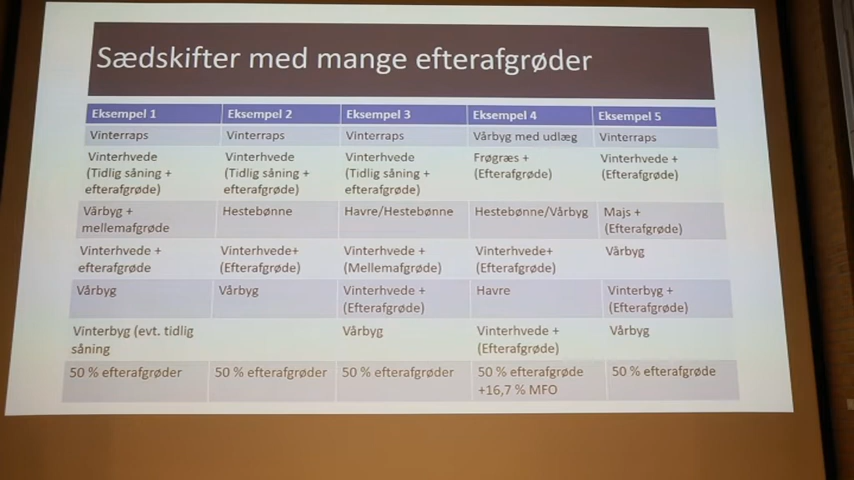 Sædskifter med mange efterafgrøder
Eksempel 1 Eksempel 2 Eksempel 3 Eksempel 4 Eksempel 5
Vinterraps Vinterraps Vinterraps Vårbyg med udlæg Vinterraps
Vinterhvede Vinterhvede Vinterhvede Frøgræs + Vinterhvede +
(Tidlig såning + (Tidlig såning + (Tidlig såning + (Efterafgrøde) (Efterafgrøde)
efterafgrøde) efterafgrøde) efterafgrøde)
Vårbyg + Hestebønne Havre/Hestebønne Hestebønne/Vårbyg Majs +
mellemafgrøde (Efterafgrøde)
Vinterhvede + Vinterhvede+ Vinterhvede + Vinterhvede+ Vårbyg
efterafgrøde (Efterafgrøde) (Mellemafgrøde) (Efterafgrøde)
Vårbyg Vårbyg Vinterhvede + Havre Vinterbyg +
(Efterafgrøde) (Efterafgrøde)
Vinterbyg (evt. tidlig Vårbyg Vinterhvede + Vårbyg
såning (Efterafgrøde)
50 % efterafgrøder 50 % efterafgrøder 50 % efterafgrøder 50 % efterafgrøde 50 % efterafgrøde
+16,7 % MFO